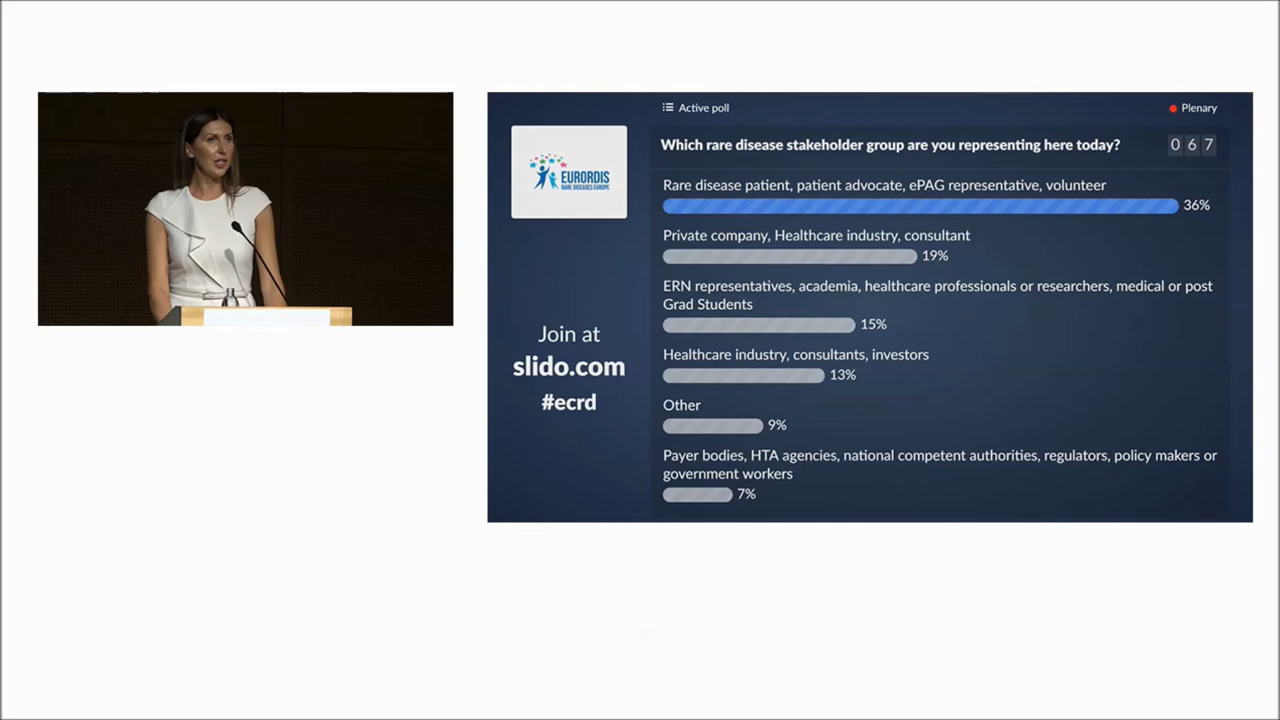 Active poll
Plenary
EURORDIS
RARE DISEASES EUROPE
Join at
slido.com
#ecrd
Which rare disease stakeholder group are you representing here today?
0 6 7
Rare disease patient, patient advocate, ePAG representative, volunteer
36%
Private company, Healthcare industry, consultant
19%
ERN representatives, academia, healthcare professionals or researchers, medical or post
Grad Students
15%
Healthcare industry, consultants, investors
13%
Other
9%
Payer bodies, HTA agencies, national competent authorities, regulators, policy makers or
government workers
7%